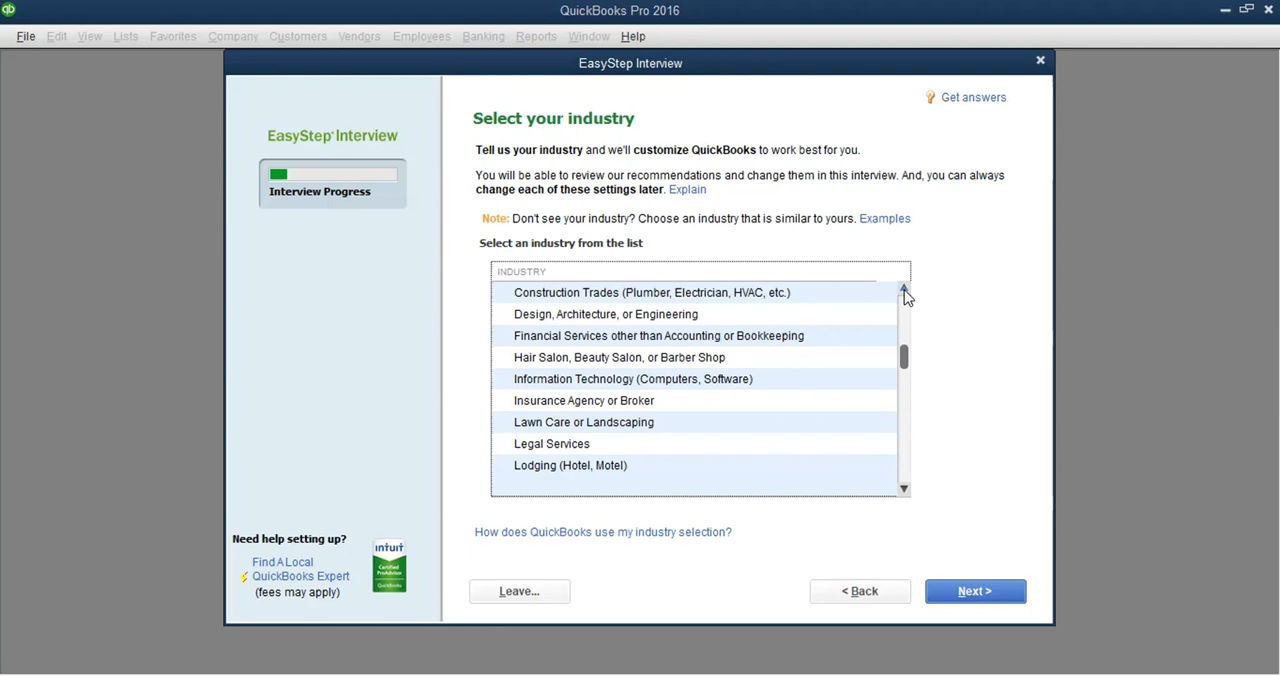 qb
QuickBooks Pro 2016
File Edit View Lists Favorites Company Customers Vendors Employees Banking Reports Window Help
EasyStep Interview
Get answers
EasyStep Interview
Interview Progress
Select your industry
Tell us your industry and we'll customize QuickBooks to work best for you.
You will be able to review our recommendations and change them in this interview. And, you can always
change each of these settings later. Explain
Note: Don't see your industry? Choose an industry that is similar to yours. Examples
Select an industry from the list
INDUSTRY
Construction Trades (Plumber, Electrician, HVAC, etc.)
Design, Architecture, or Engineering
Financial Services other than Accounting or Bookkeeping
Hair Salon, Beauty Salon, or Barber Shop
Information Technology (Computers, Software)
Insurance Agency or Broker
Lawn Care or Landscaping
Legal Services
Lodging (Hotel, Motel)
How does QuickBooks use my industry selection?
Need help setting up?
Find A Local
QuickBooks Expert
(fees may apply)
intuit
Certified
ProAdvisor
QuickBooks
Leave...
< Back
Next >